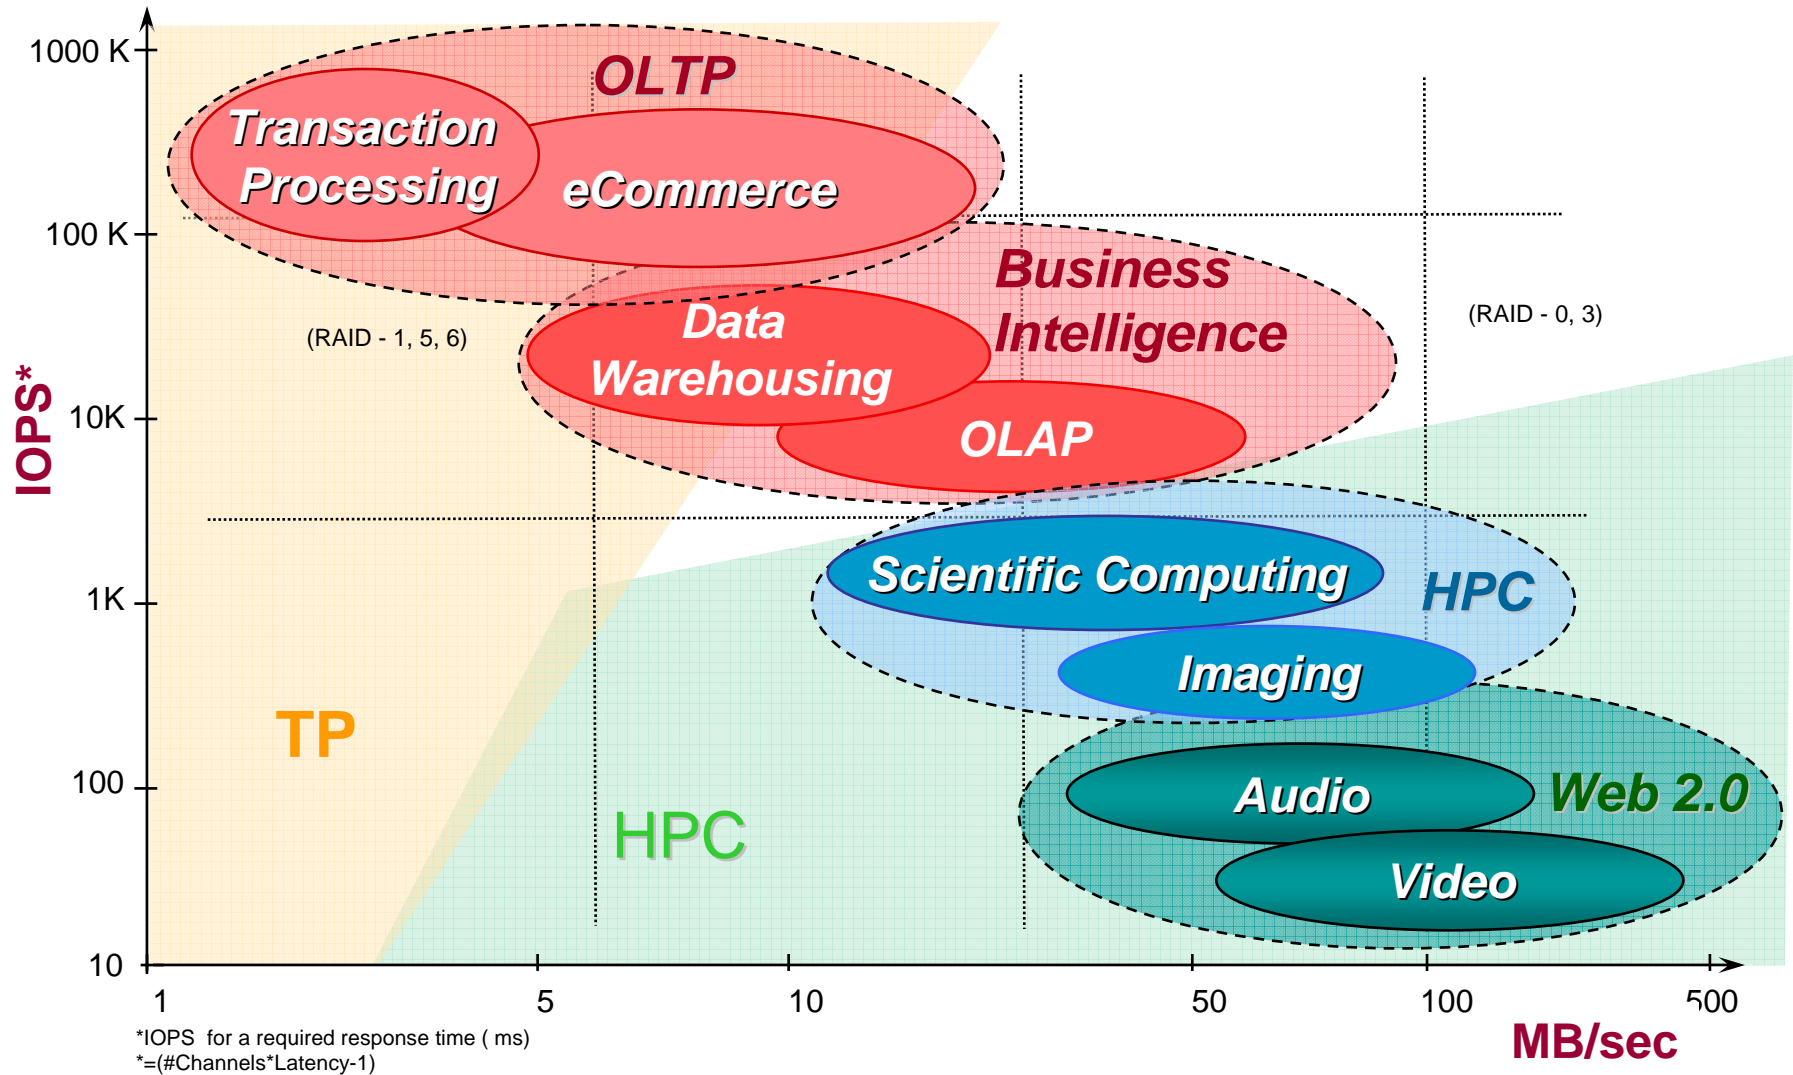 1000 K
OLTP
Transaction
Processing
eCommerce
100 K
Business
Intelligence
(RAID - 0, 3)
(RAID - 1, 5, 6)
Data
Warehousing
IOPS*
10K
OLAP
Scientific Computing
HPC
1K
Imaging
TP
100
Audio
Web 2.0
HPC
Video
10
1
5
10
50
100
500
*IOPS for a required response time ( ms)
*=(#Channels*Latency-1)
MB/sec